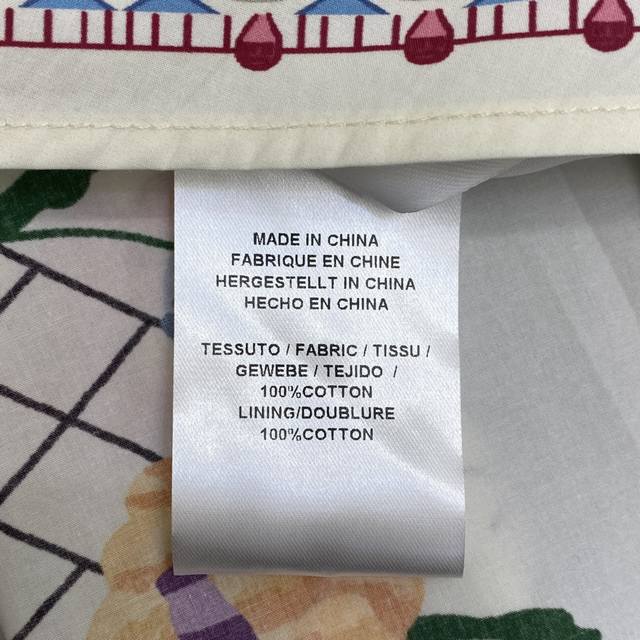 MADE IN CHINA
FABRIQUE EN CHINE
HERGESTELLT IN CHINA
HECHO EN CHINA
TESSUTO / FABRIC / TISSU /
GEWEBE / TEJIDO /
100%COTTON
LINING/DOUBLURE
100%COTTON